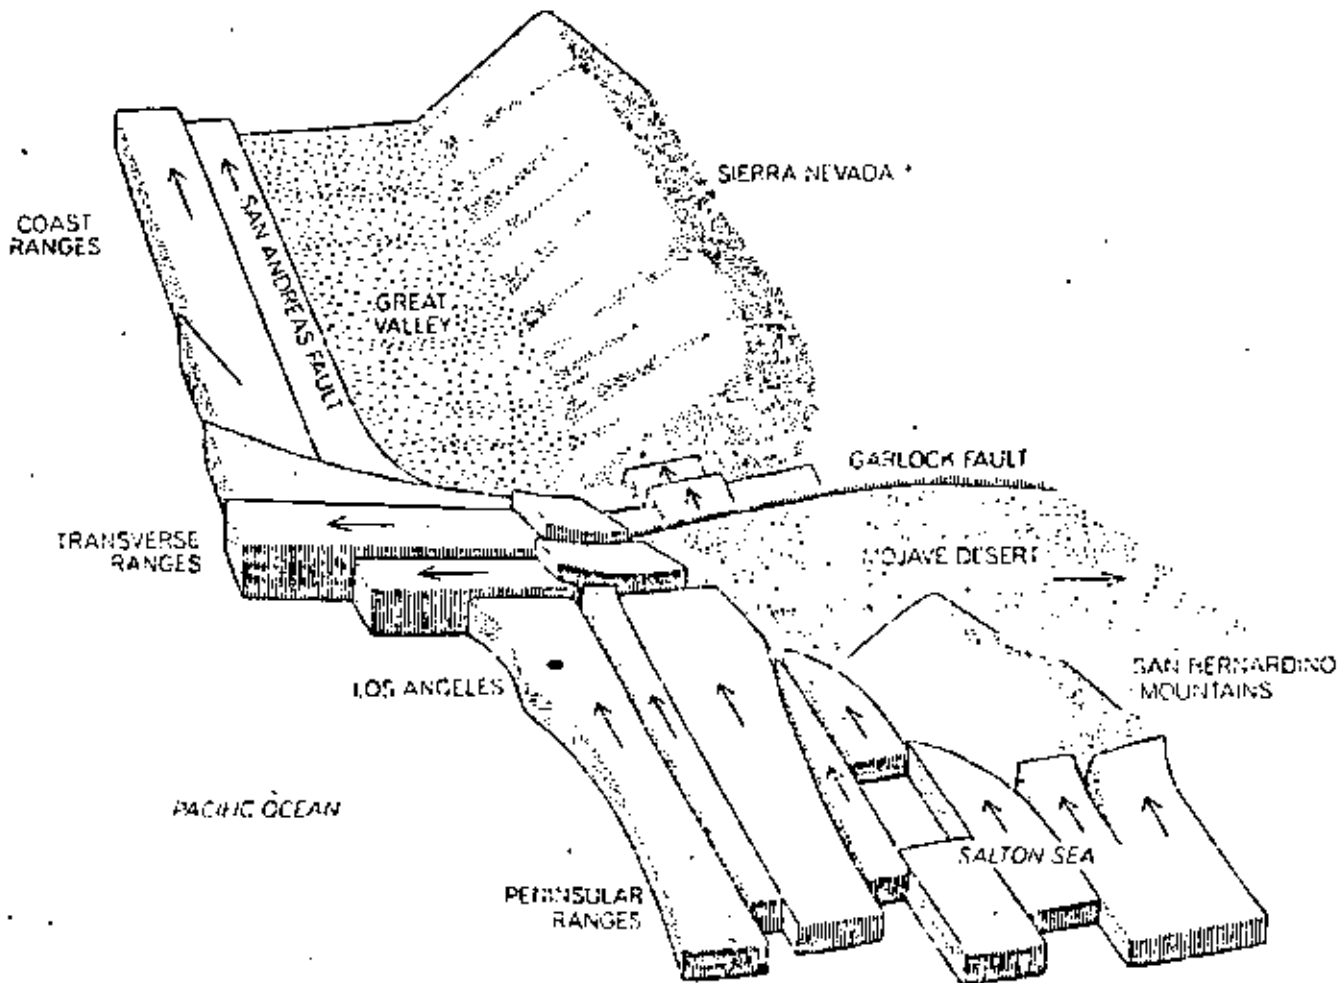 SIERRA NEVADA
COAST
RANGES
SAN ANDREAS FAULT
GREAT
VALLEY
GARLOCK FAULT
TRANSVERSE
RANGES
MOJAVE DESERT
SAN BERNARDINO
MOUNTAINS
LOS ANGELES
PACIFIC OCEAN
SALTON SEA
PENINSULAR
RANGES